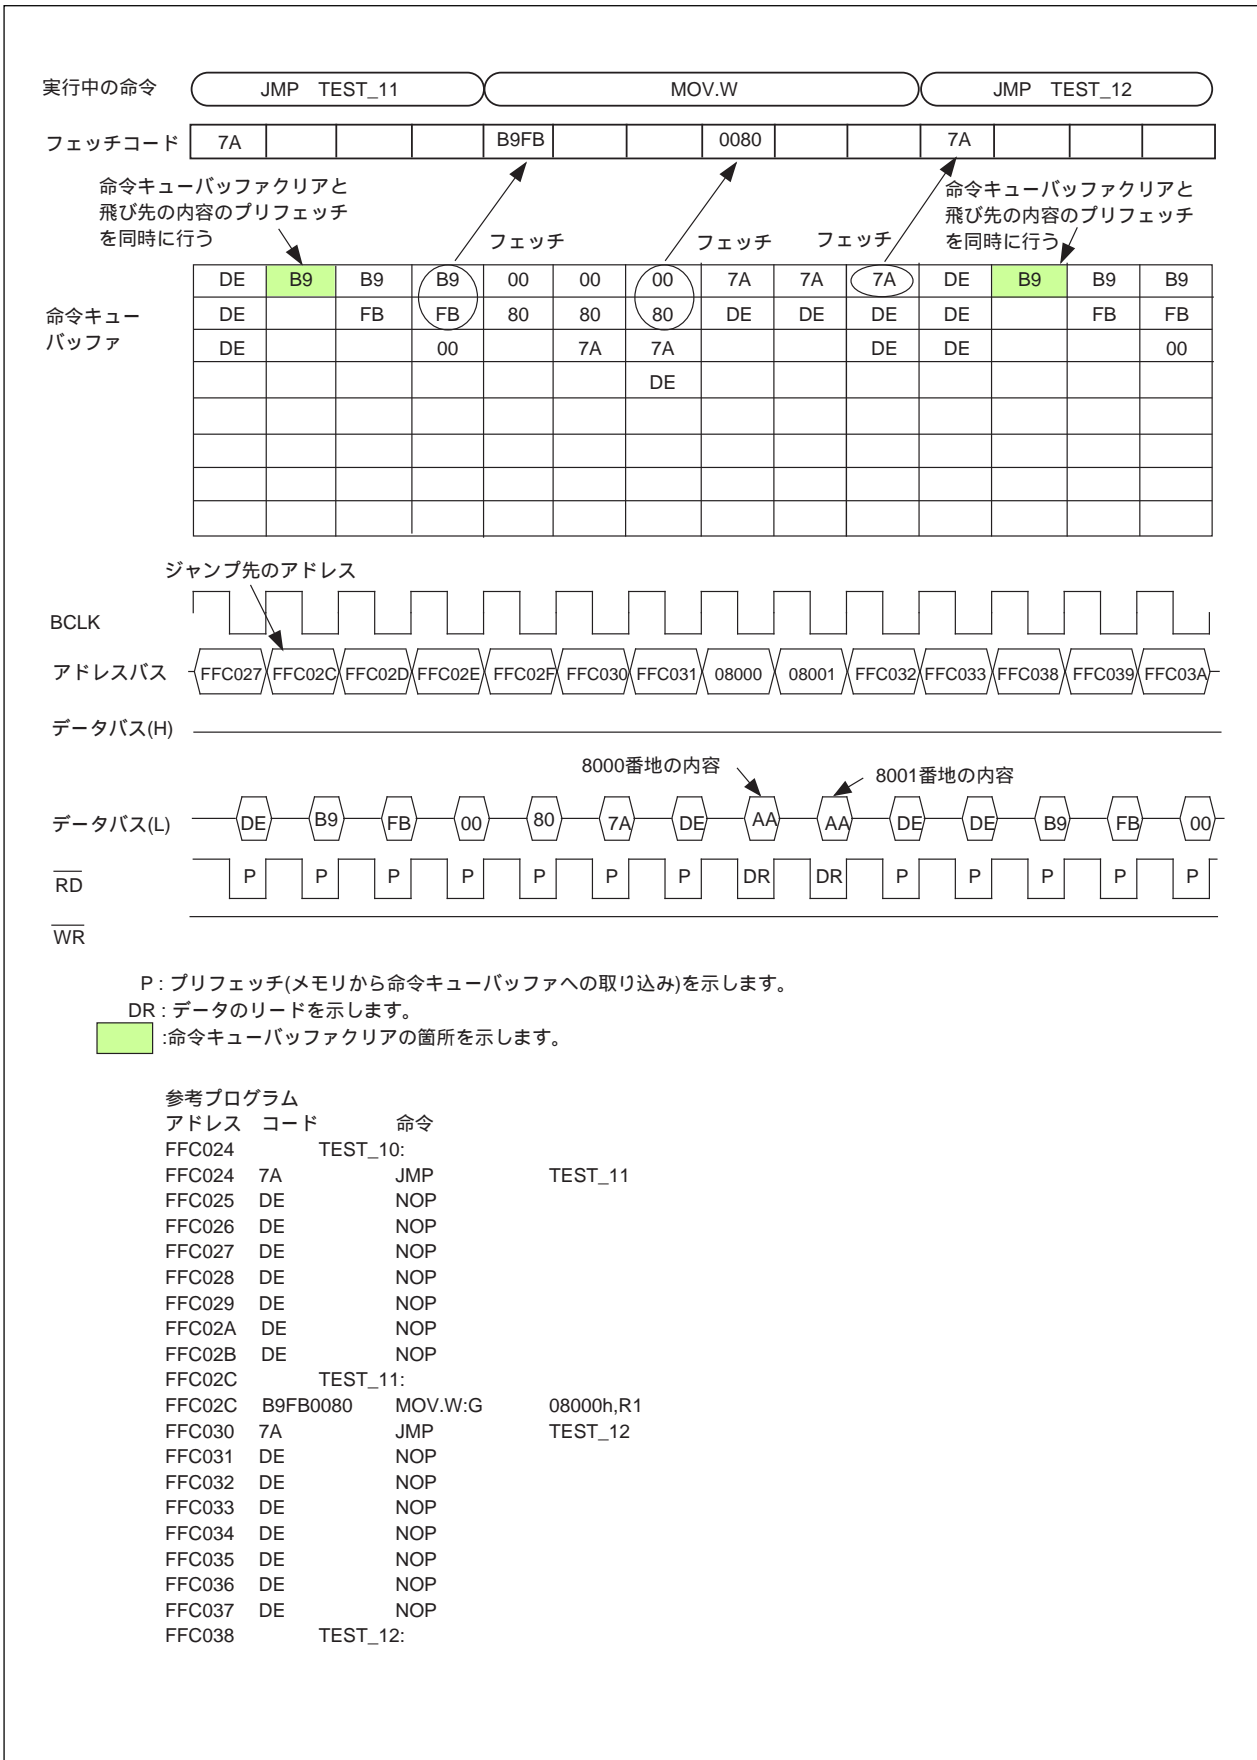 実行中の命令 JMP TEST_11 MOV.W JMP TEST_12
フェッチコード 7A B9FB 0080 7A
命令キューバッファクリアと
飛び先の内容のプリフェッチ
を同時に行う
命令キューバッファクリアと
飛び先の内容のプリフェッチ
を同時に行う
フェッチ フェッチ フェッチ
DE B9 B9 B9 00 00 00 7A 7A 7A DE B9 B9 B9
命令キュー
バッファ
DE FB FB 80 80 80 DE DE DE DE FB FB
DE 00 7A 7A DE DE 00
DE
ジャンプ先のアドレス
BCLK
アドレスバス FFC027 FFC02C FFC02D FFC02E FFC02F FFC030 FFC031 08000 08001 FFC032 FFC033 FFC038 FFC039 FFC03A
データバス(H)
8000番地の内容 8001番地の内容
データバス(L) DE B9 FB 00 80 7A DE AA AA DE DE B9 FB 00
RD P P P P P P P DR DR P P P P P
WR
P : プリフェッチ(メモリから命令キューバッファへの取り込み)を示します。
DR : データのリードを示します。
:命令キューバッファクリアの箇所を示します。
参考プログラム
アドレス コード 命令
FFC024 TEST_10:
FFC024 7A JMP TEST_11
FFC025 DE NOP
FFC026 DE NOP
FFC027 DE NOP
FFC028 DE NOP
FFC029 DE NOP
FFC02A DE NOP
FFC02B DE NOP
FFC02C TEST_11:
FFC02C B9FB0080 MOV.W:G 08000h,R1
FFC030 7A JMP TEST_12
FFC031 DE NOP
FFC032 DE NOP
FFC033 DE NOP
FFC034 DE NOP
FFC035 DE NOP
FFC036 DE NOP
FFC037 DE NOP
FFC038 TEST_12: